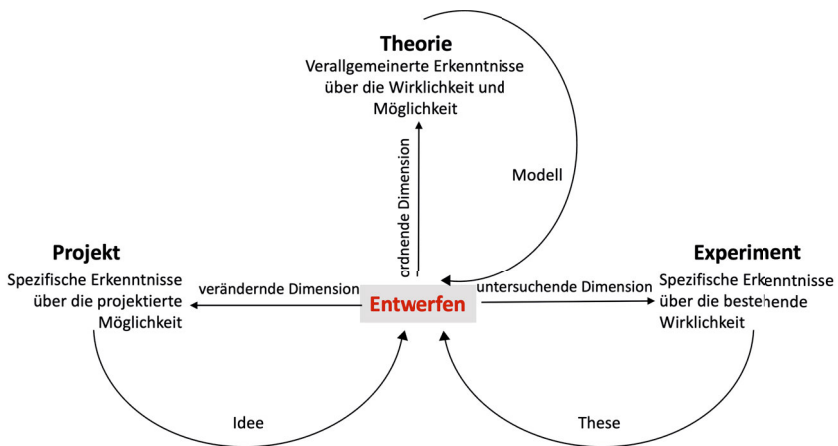 Theorie
Verallgemeinerte Erkenntnisse
über die Wirklichkeit und
Möglichkeit
ordnende Dimension
Modell
Projekt
Spezifische Erkenntnisse
über die projektierte
Möglichkeit
verändernde Dimension
Entwerfen
untersuchende Dimension
Experiment
Spezifische Erkenntnisse
über die bestehende
Wirklichkeit
Idee
These